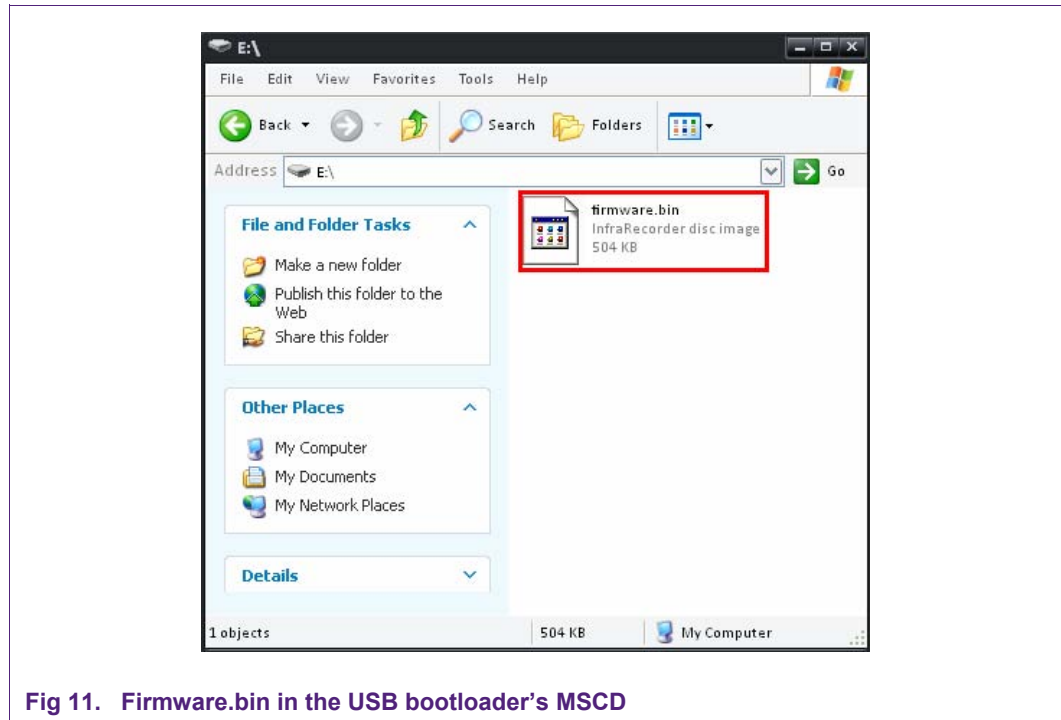 E:\
File Edit View Favorites Tools Help
Back Search Folders
Address E:\ Go
File and Folder Tasks
Make a new folder
Publish this folder to the
Web
Share this folder
Other Places
My Computer
My Documents
My Network Places
Details
firmware.bin
InfraRecorder disc image
504 KB
1 objects 504 KB My Computer
Fig 11. Firmware.bin in the USB bootloader's MSCD